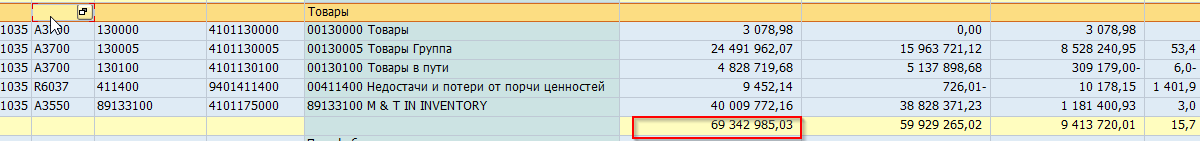 Товары
1035 A3700 130000 4101130000 00130000 Товары 3 078,98 0,00 3 078,98
1035 A3700 130005 4101130005 00130005 Товары Группа 24 491 962,07 15 963 721,12 8 528 240,95 53,4
1035 A3700 130100 4101130100 00130100 Товары в пути 4 828 719,68 5 137 898,68 309 179,00- 6,0-
1035 R6037 411400 9401411400 00411400 Недостачи и потери от порчи ценностей 9 452,14 726,01- 10 178,15 1 401,9
1035 A3550 89133100 4101175000 89133100 M & T IN INVENTORY 40 009 772,16 38 828 371,23 1 181 400,93 3,0
69 342 985,03 59 929 265,02 9 413 720,01 15,7